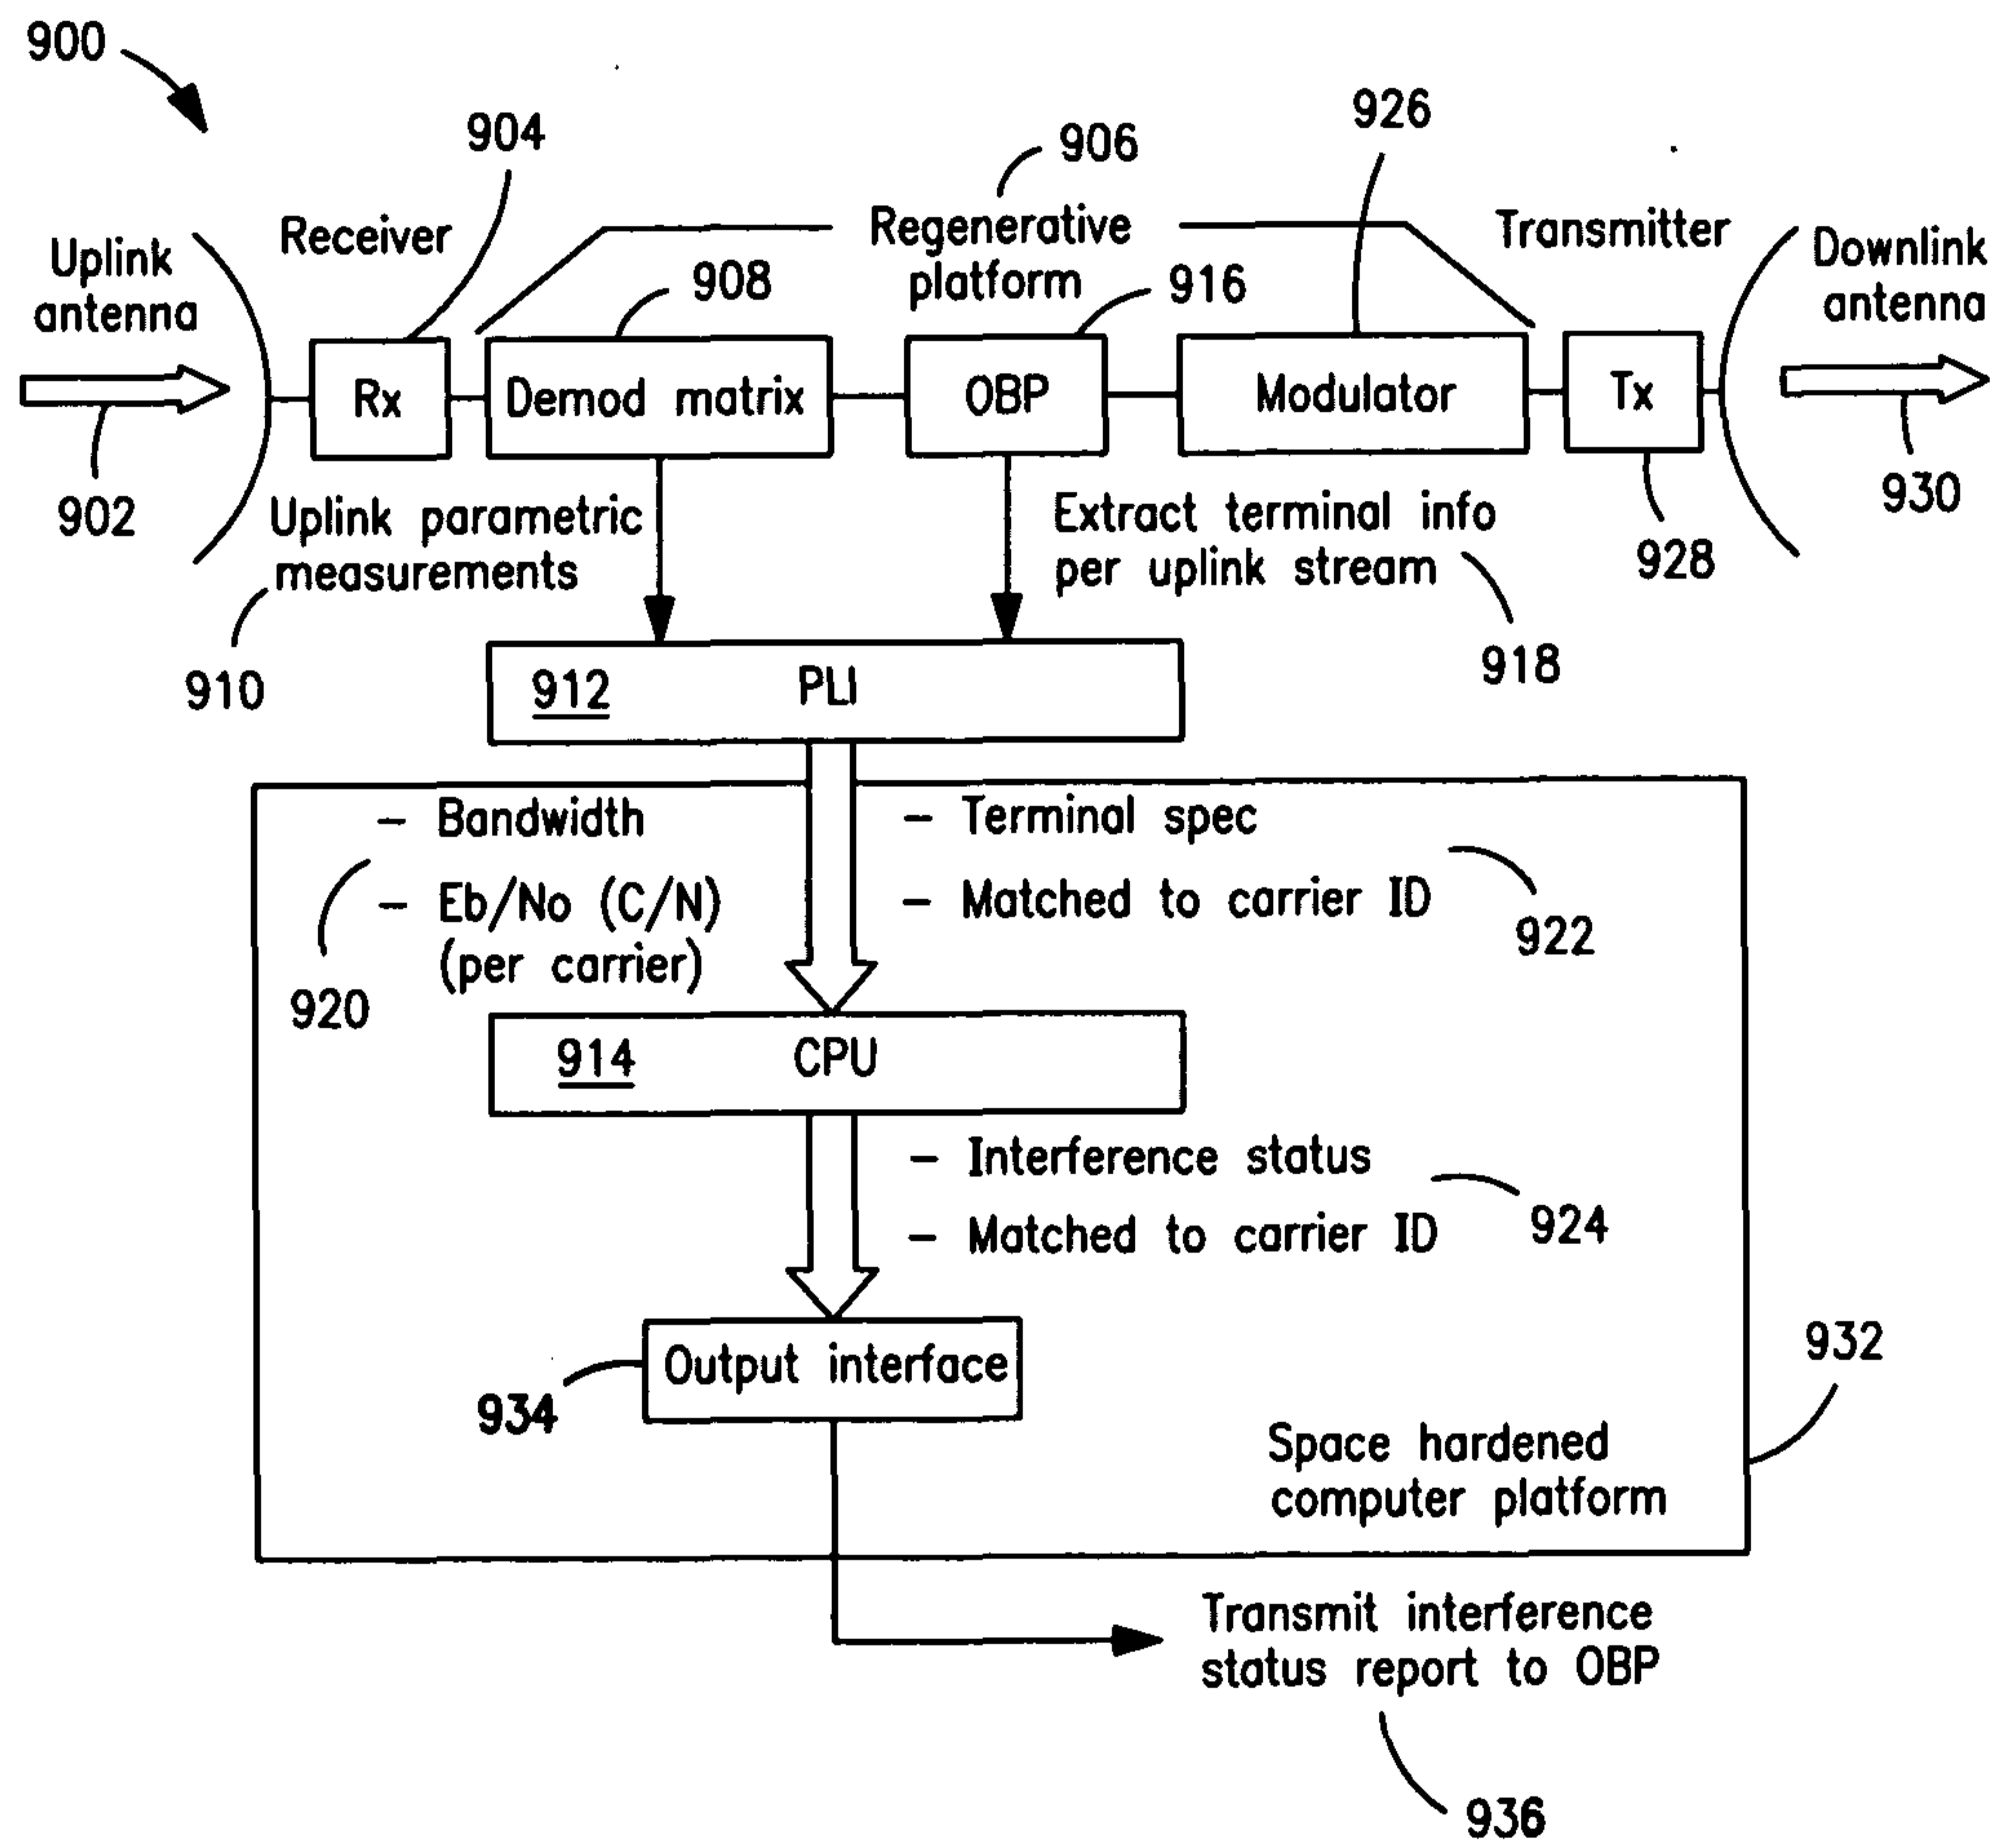 900
904
906
926
Uplink
antenna
Receiver
908
Regenerative
platform
916
Transmitter
Downlink
antenna
Rx
Demod matrix
OBP
Modulator
Tx
902
Uplink parametric
measurements
910
Extract terminal info
per uplink stream
918
928
930
912 PLI
- Bandwidth
- Eb/No (C/N)
(per carrier)
920
- Terminal spec
- Matched to carrier ID
922
914 CPU
- Interference status
- Matched to carrier ID
924
934
Output interface
932
Space hardened
computer platform
Transmit interference
status report to OBP
936